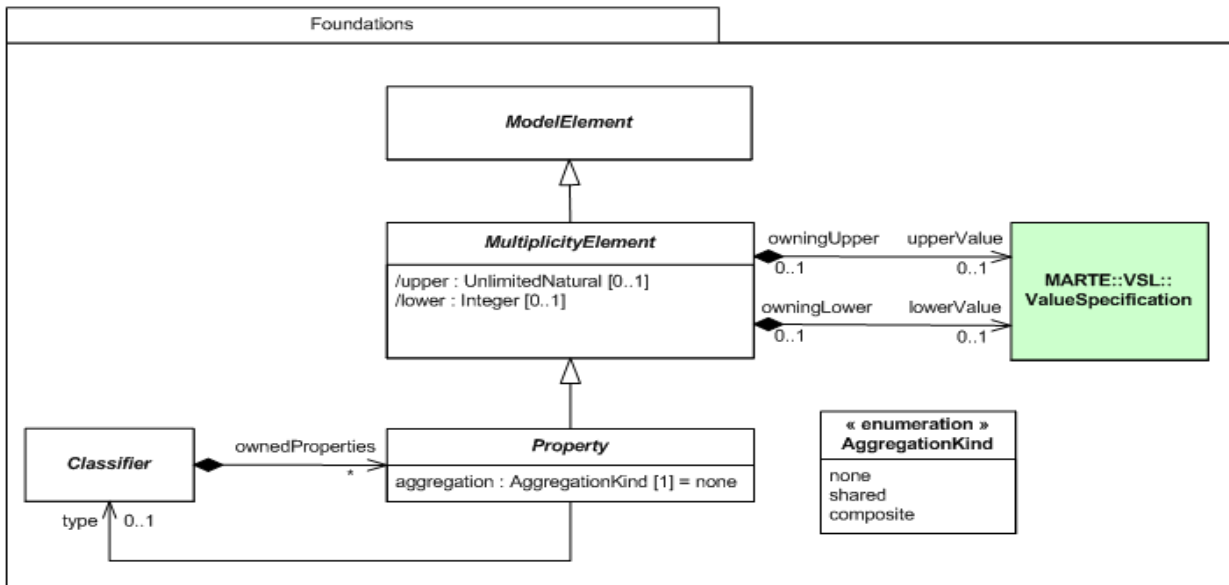 Foundations
ModelElement
MultiplicityElement
/upper : UnlimitedNatural [0..1]
/lower : Integer [0..1]
owningUpper
upperValue
0..1
0..1
owningLower
lowerValue
0..1
0..1
MARTE::VSL::
ValueSpecification
Classifier
ownedProperties
*
Property
aggregation : AggregationKind [1] = none
type
0..1
« enumeration »
AggregationKind
none
shared
composite